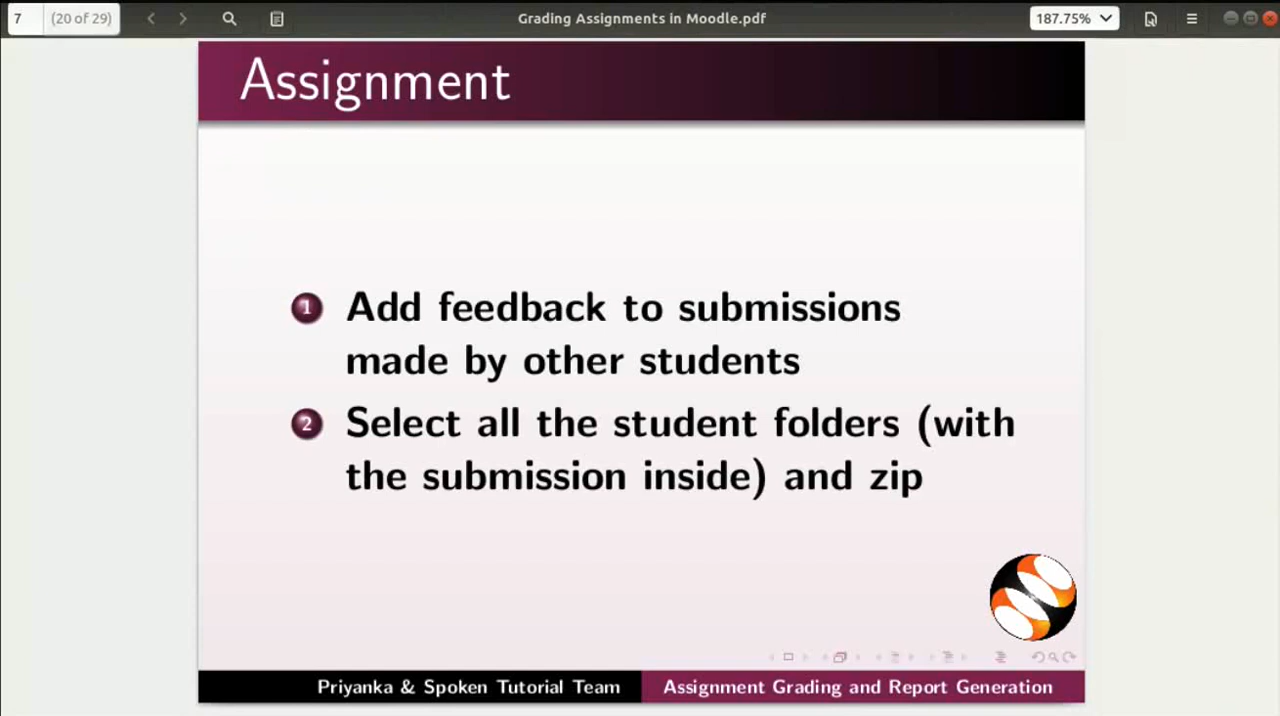 7 (20 of 29) Grading Assignments in Moodle.pdf 187.75%
Assignment
1 Add feedback to submissions
made by other students
2 Select all the student folders (with
the submission inside) and zip
Priyanka & Spoken Tutorial Team Assignment Grading and Report Generation